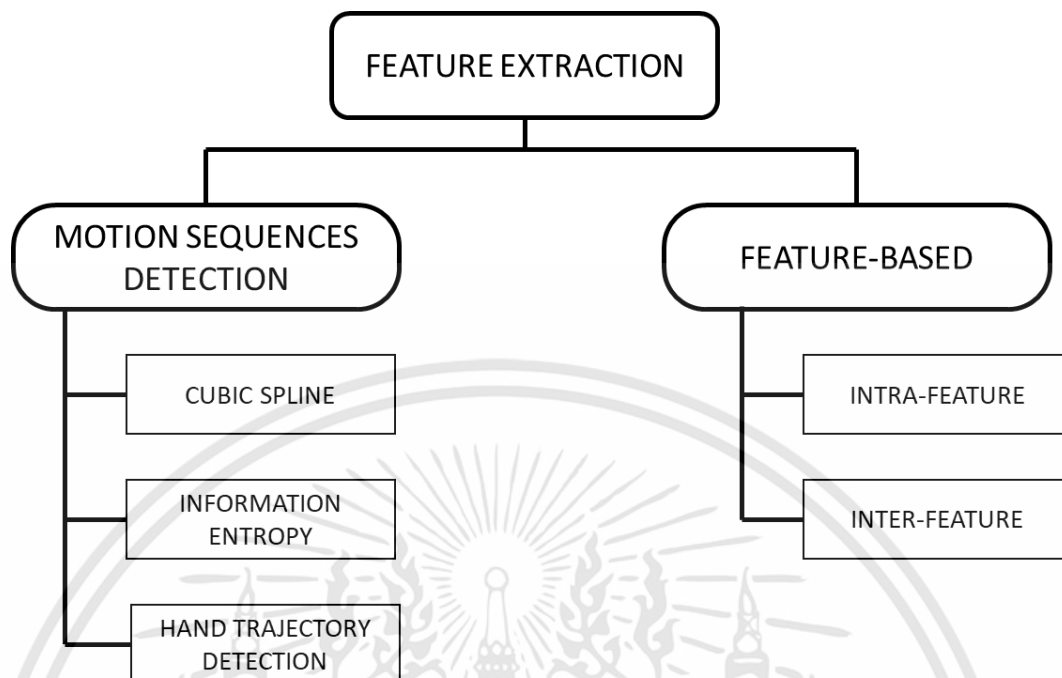 FEATURE EXTRACTION
MOTION SEQUENCES
DETECTION
CUBIC SPLINE
INFORMATION
ENTROPY
HAND TRAJECTORY
DETECTION
FEATURE-BASED
INTRA-FEATURE
INTER-FEATURE